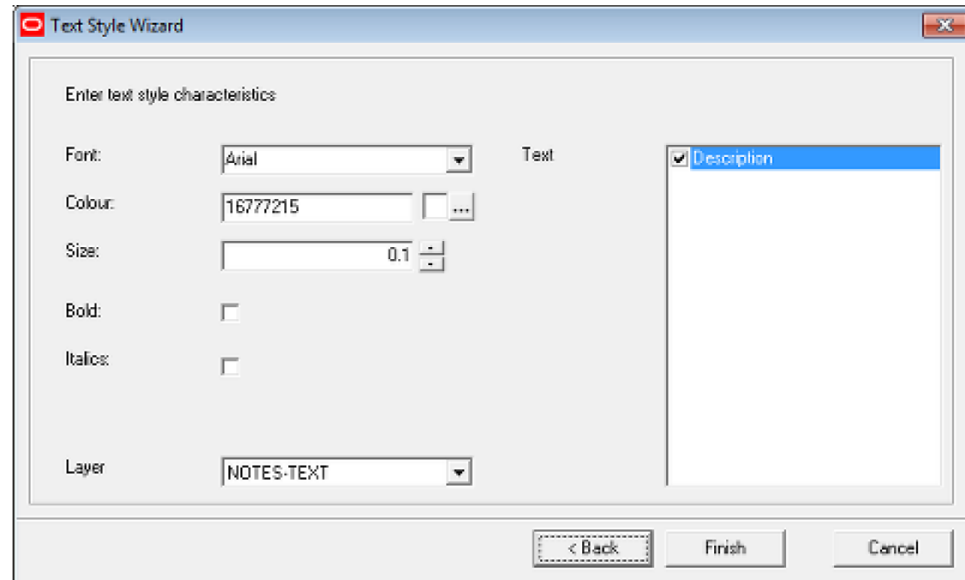 Text Style Wizard
Enter text style characteristics
Font: Arial
Text
Description
Colour: 16777215 ...
Size: 0.1
Bold:
Italics:
Layer NOTES-TEXT
< Back Finish Cancel